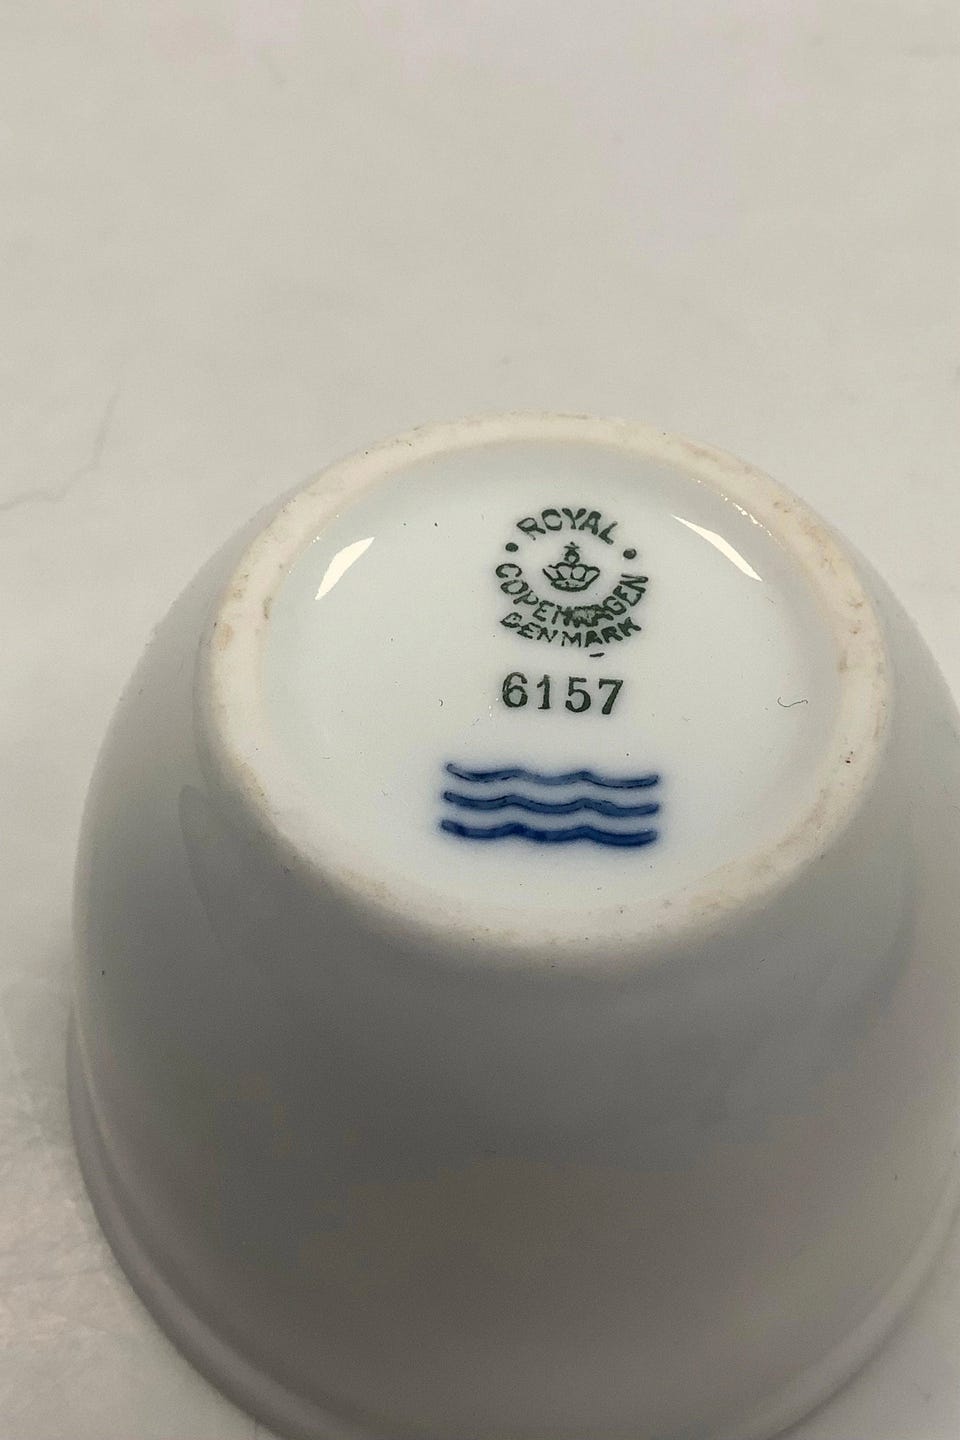 ROYAL
COPENHAGEN
DENMARK
6157